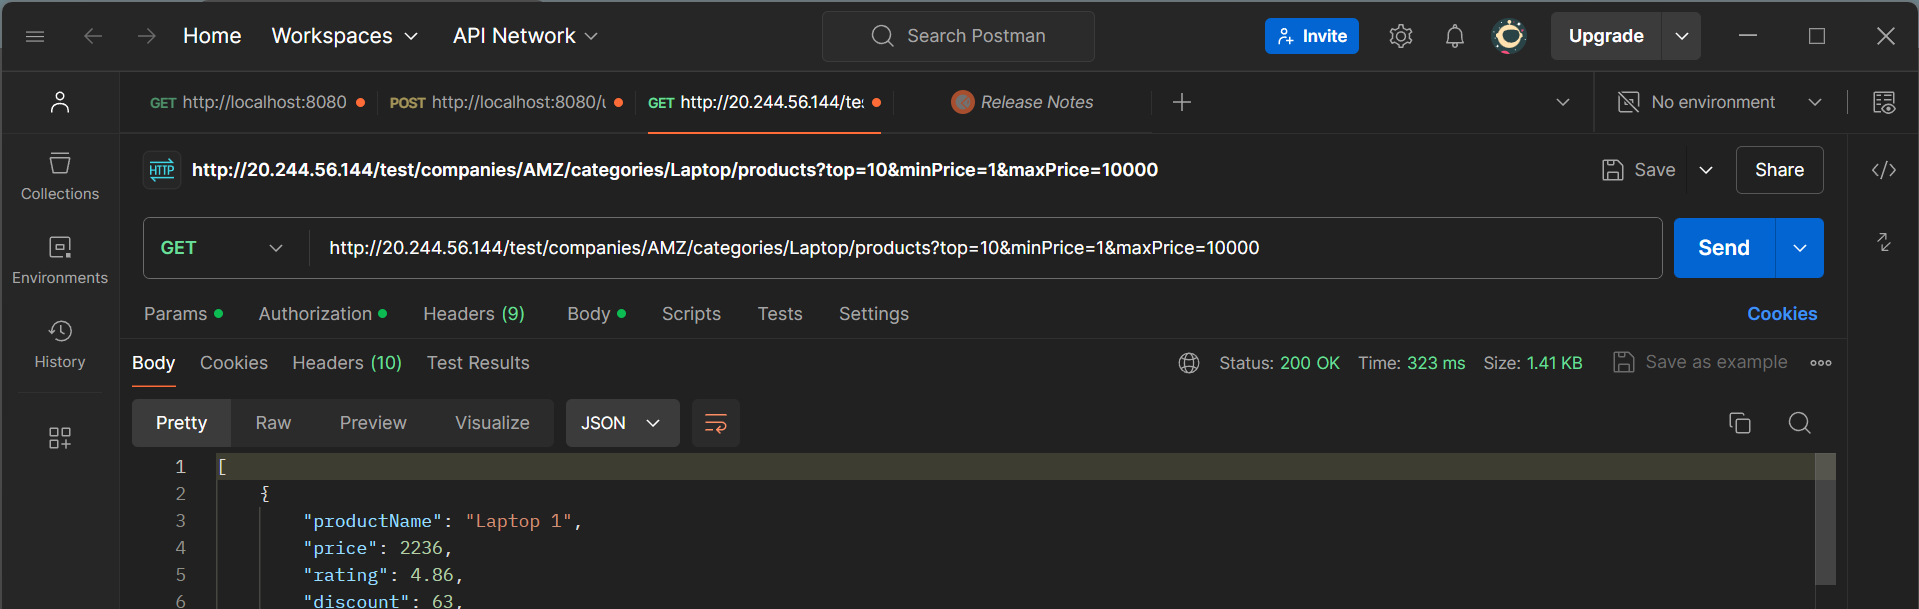 Home Workspaces API Network Search Postman Invite Upgrade
GET http://localhost:8080 POST http://localhost:8080/u GET http://20.244.56.144/tes Release Notes No environment
HTTP http://20.244.56.144/test/companies/AMZ/categories/Laptop/products?top=10&minPrice=1&maxPrice=10000 Save Share
Collections
GET http://20.244.56.144/test/companies/AMZ/categories/Laptop/products?top=10&minPrice=1&maxPrice=10000 Send
Environments
Params Authorization Headers (9) Body Scripts Tests Settings Cookies
History
Body Cookies Headers (10) Test Results Status: 200 OK Time: 323 ms Size: 1.41 KB Save as example
Pretty Raw Preview Visualize JSON
1 [
2 {
3 "productName": "Laptop 1",
4 "price": 2236,
5 "rating": 4.86,
6 "discount": 63,